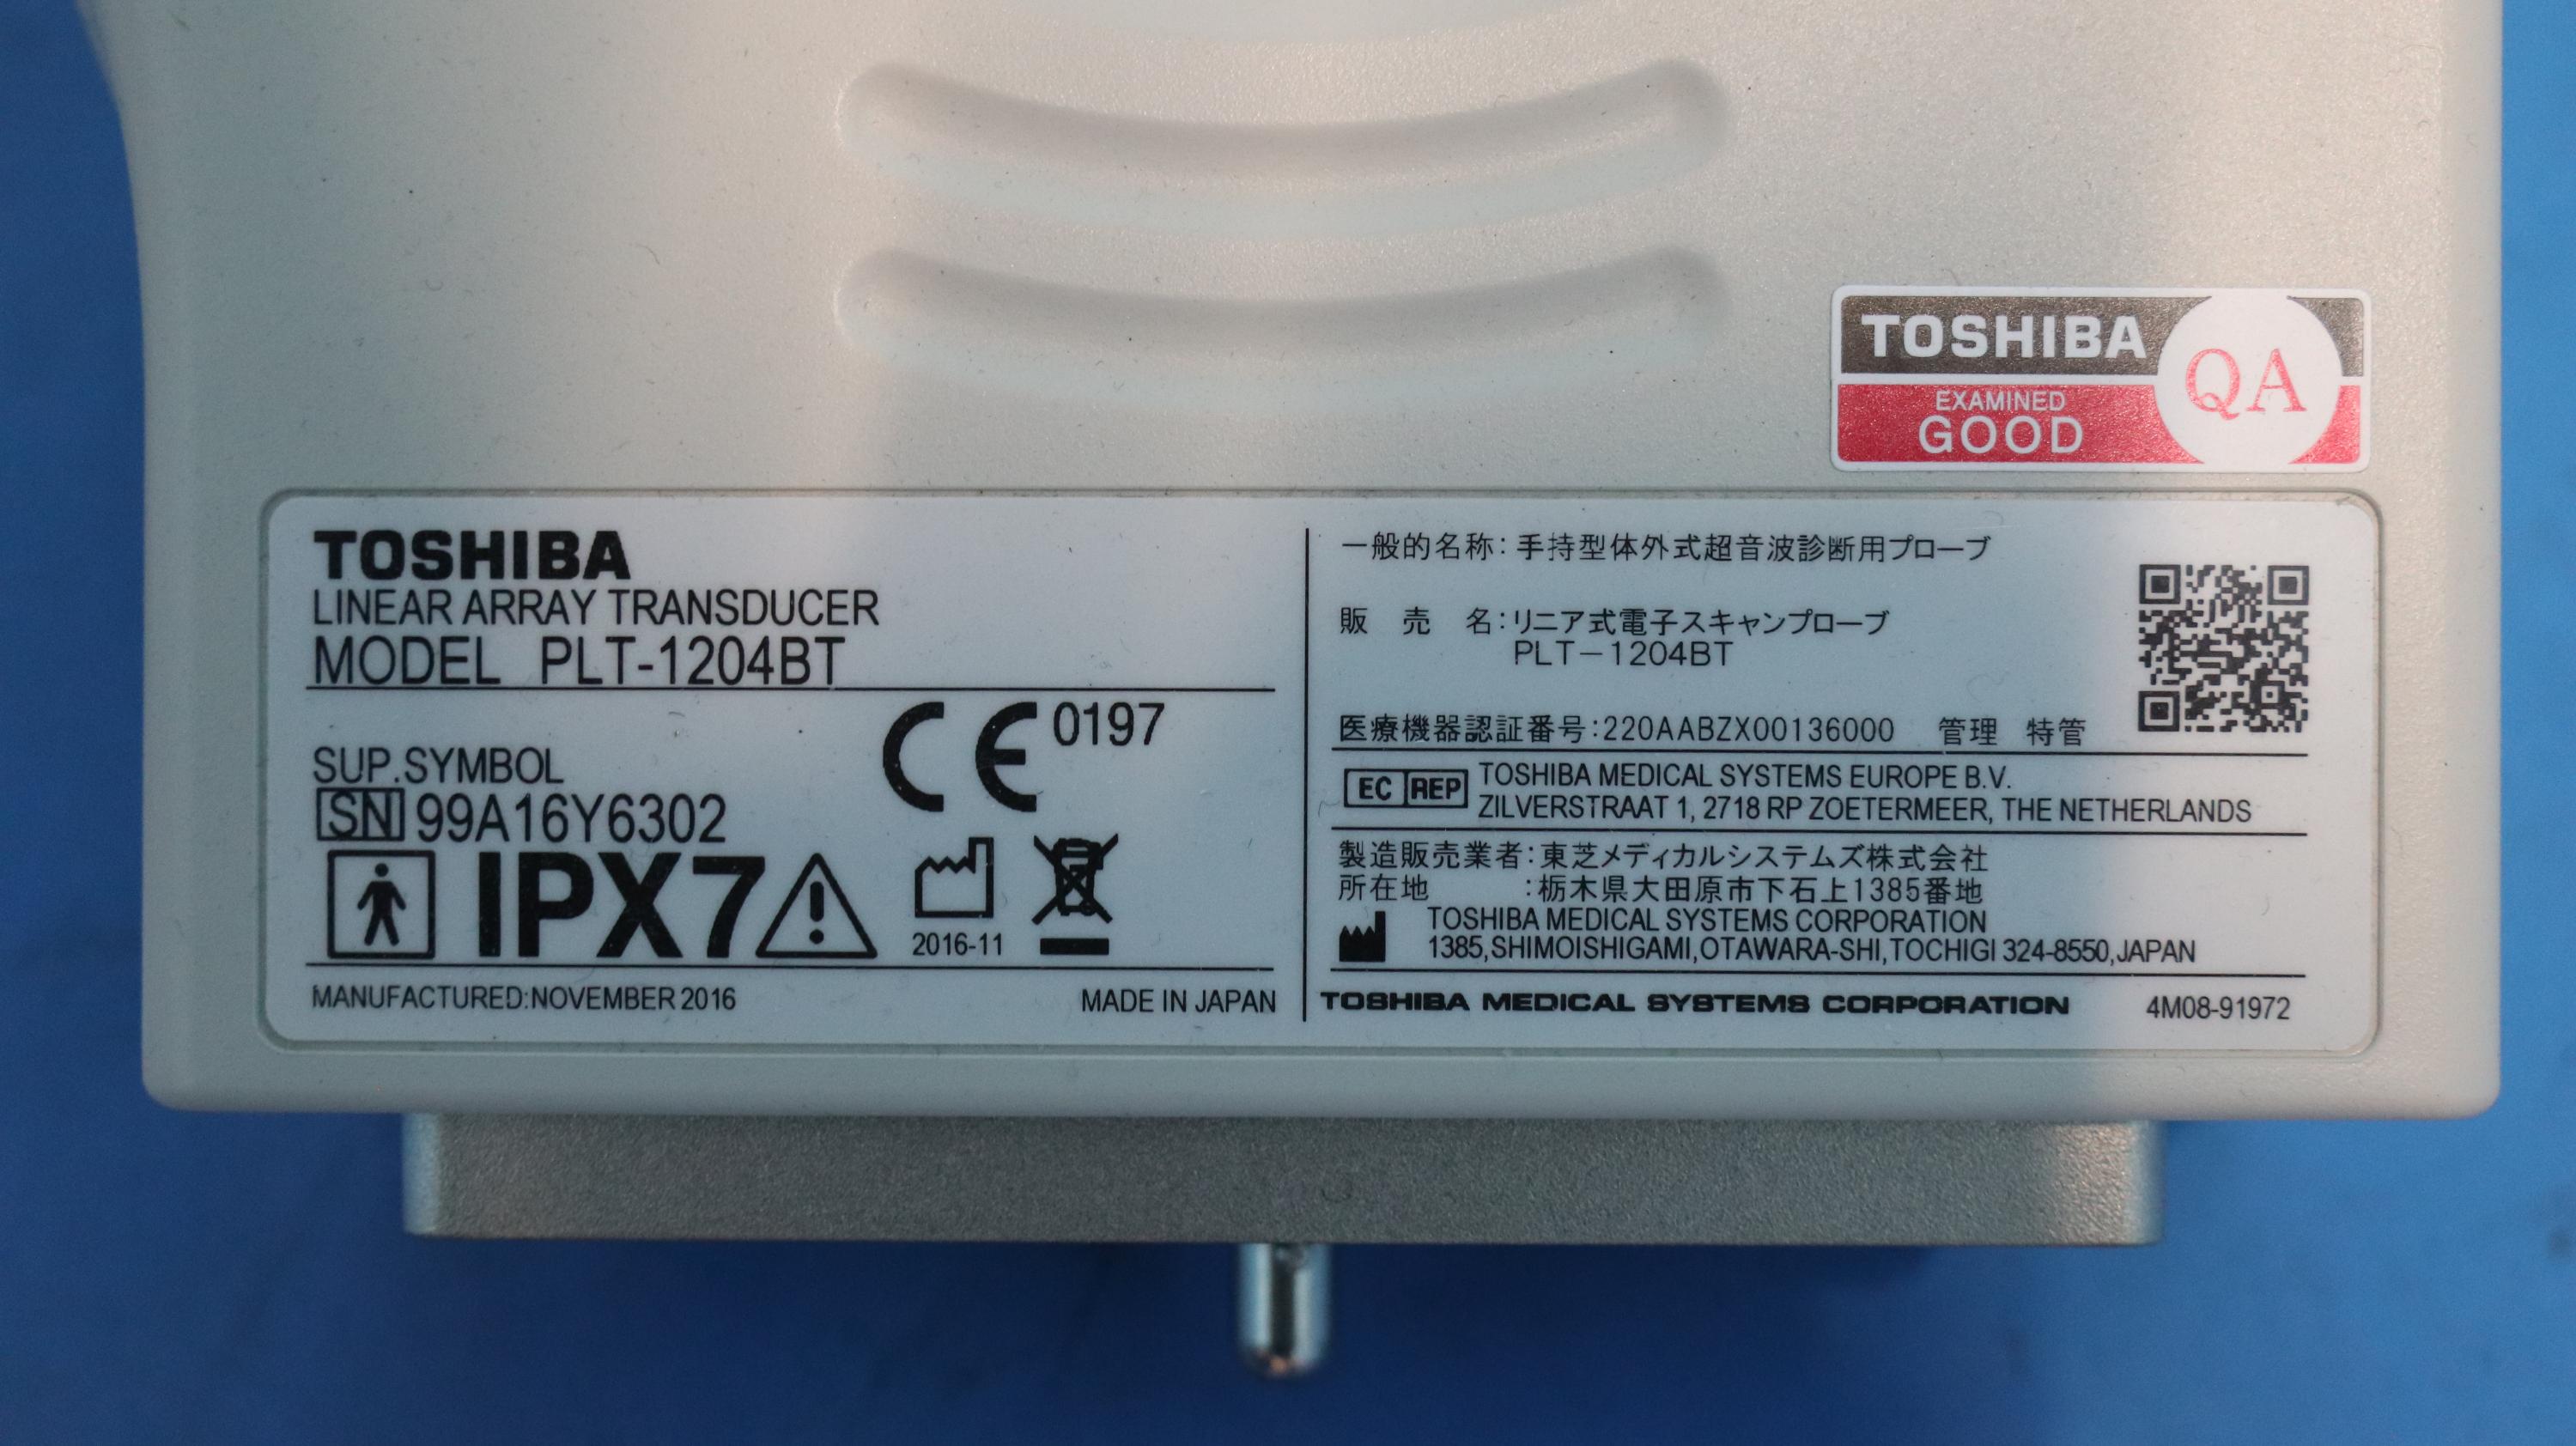 TOSHIBA
QA
EXAMINED
GOOD
TOSHIBA
LINEAR ARRAY TRANSDUCER
MODEL PLT-1204BT
CE 0197
SUP.SYMBOL
SN 99A16Y6302
IPX7
2016-11
MANUFACTURED:NOVEMBER 2016
MADE IN JAPAN
一般的名称:手持型体外式超音波診断用プローブ
販 売 名:リニア式電子スキャンプローブ
PLT-1204BT
医療機器認証番号:220AABZX00136000 管理 特管
EC REP TOSHIBA MEDICAL SYSTEMS EUROPE B.V.
ZILVERSTRAAT 1, 2718 RP ZOETERMEER, THE NETHERLANDS
製造販売業者:東芝メディカルシステムズ株式会社
所在地 :栃木県大田原市下石上1385番地
TOSHIBA MEDICAL SYSTEMS CORPORATION
1385,SHIMOISHIGAMI,OTAWARA-SHI,TOCHIGI 324-8550,JAPAN
TOSHIBA MEDICAL SYSTEMS CORPORATION
4M08-91972